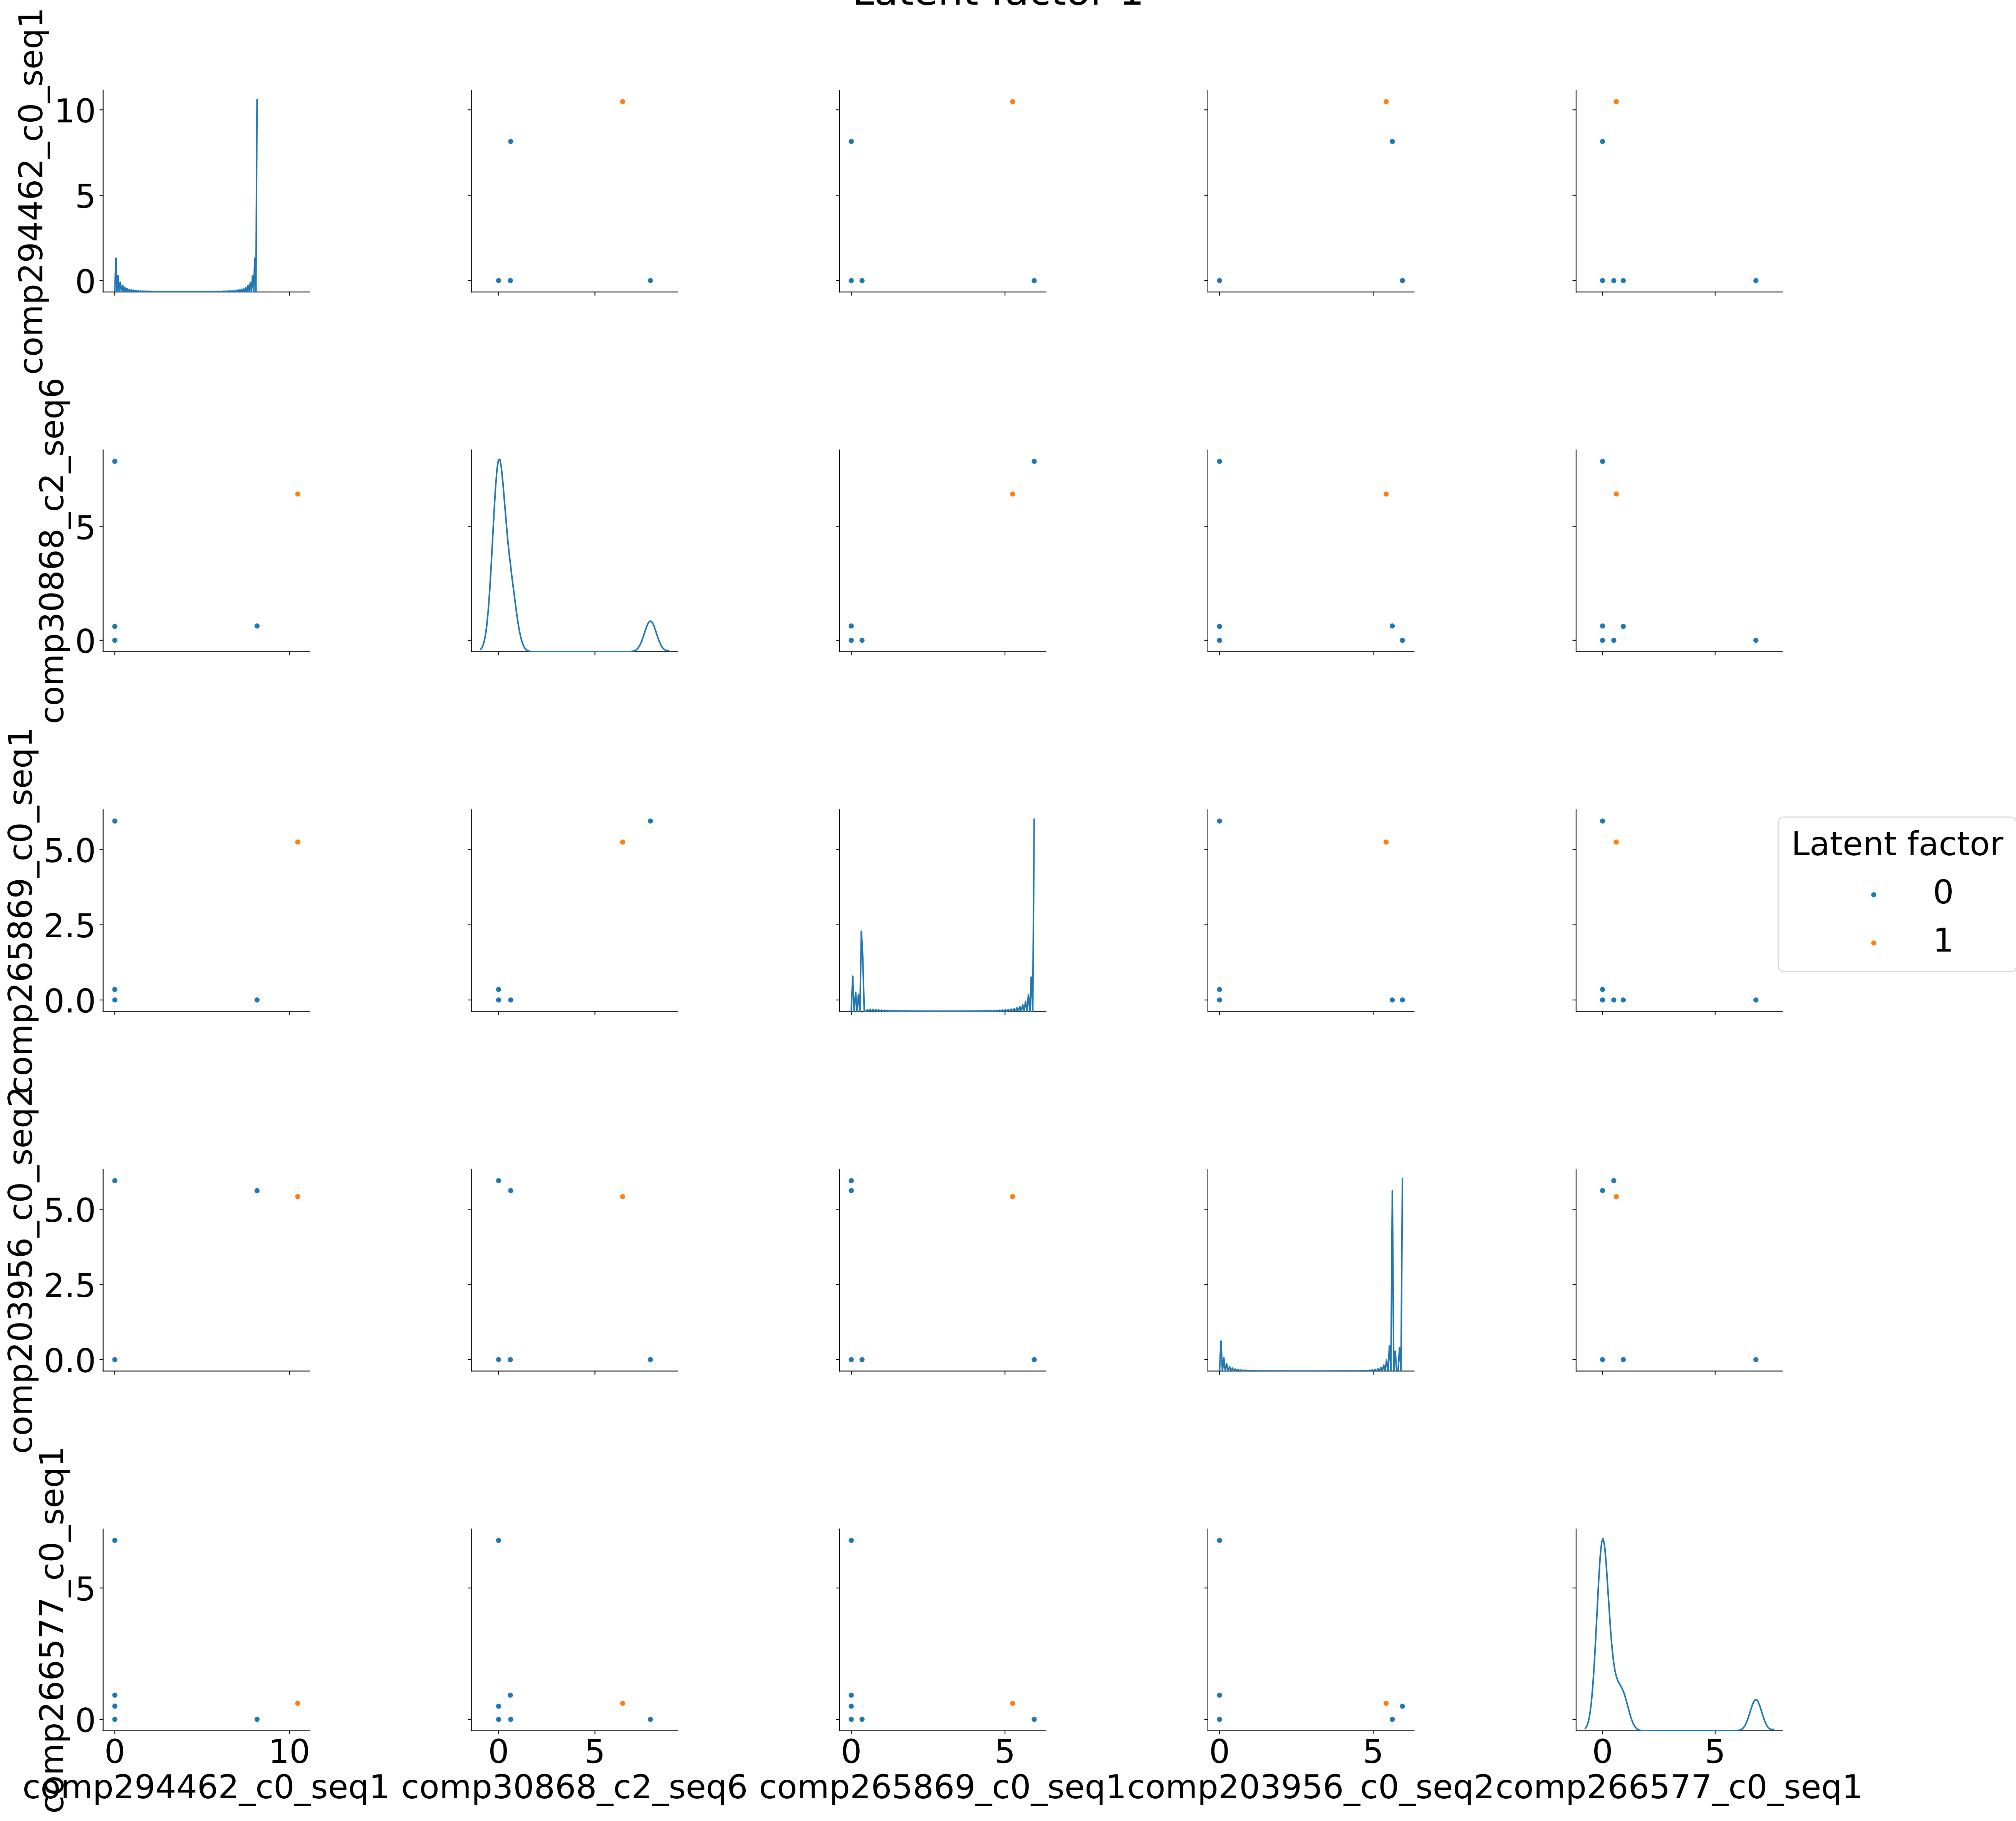 Latent factor 1
comp294462_c0_seq1
10
5
0
comp30868_c2_seq6
5
0
comp265869_c0_seq1
5.0
2.5
0.0
Latent factor
0
1
comp203956_c0_seq2
5.0
2.5
0.0
comp266577_c0_seq1
5
0
0 10 0 5 0 5 0 5 0 5
comp294462_c0_seq1 comp30868_c2_seq6 comp265869_c0_seq1 comp203956_c0_seq2 comp266577_c0_seq1